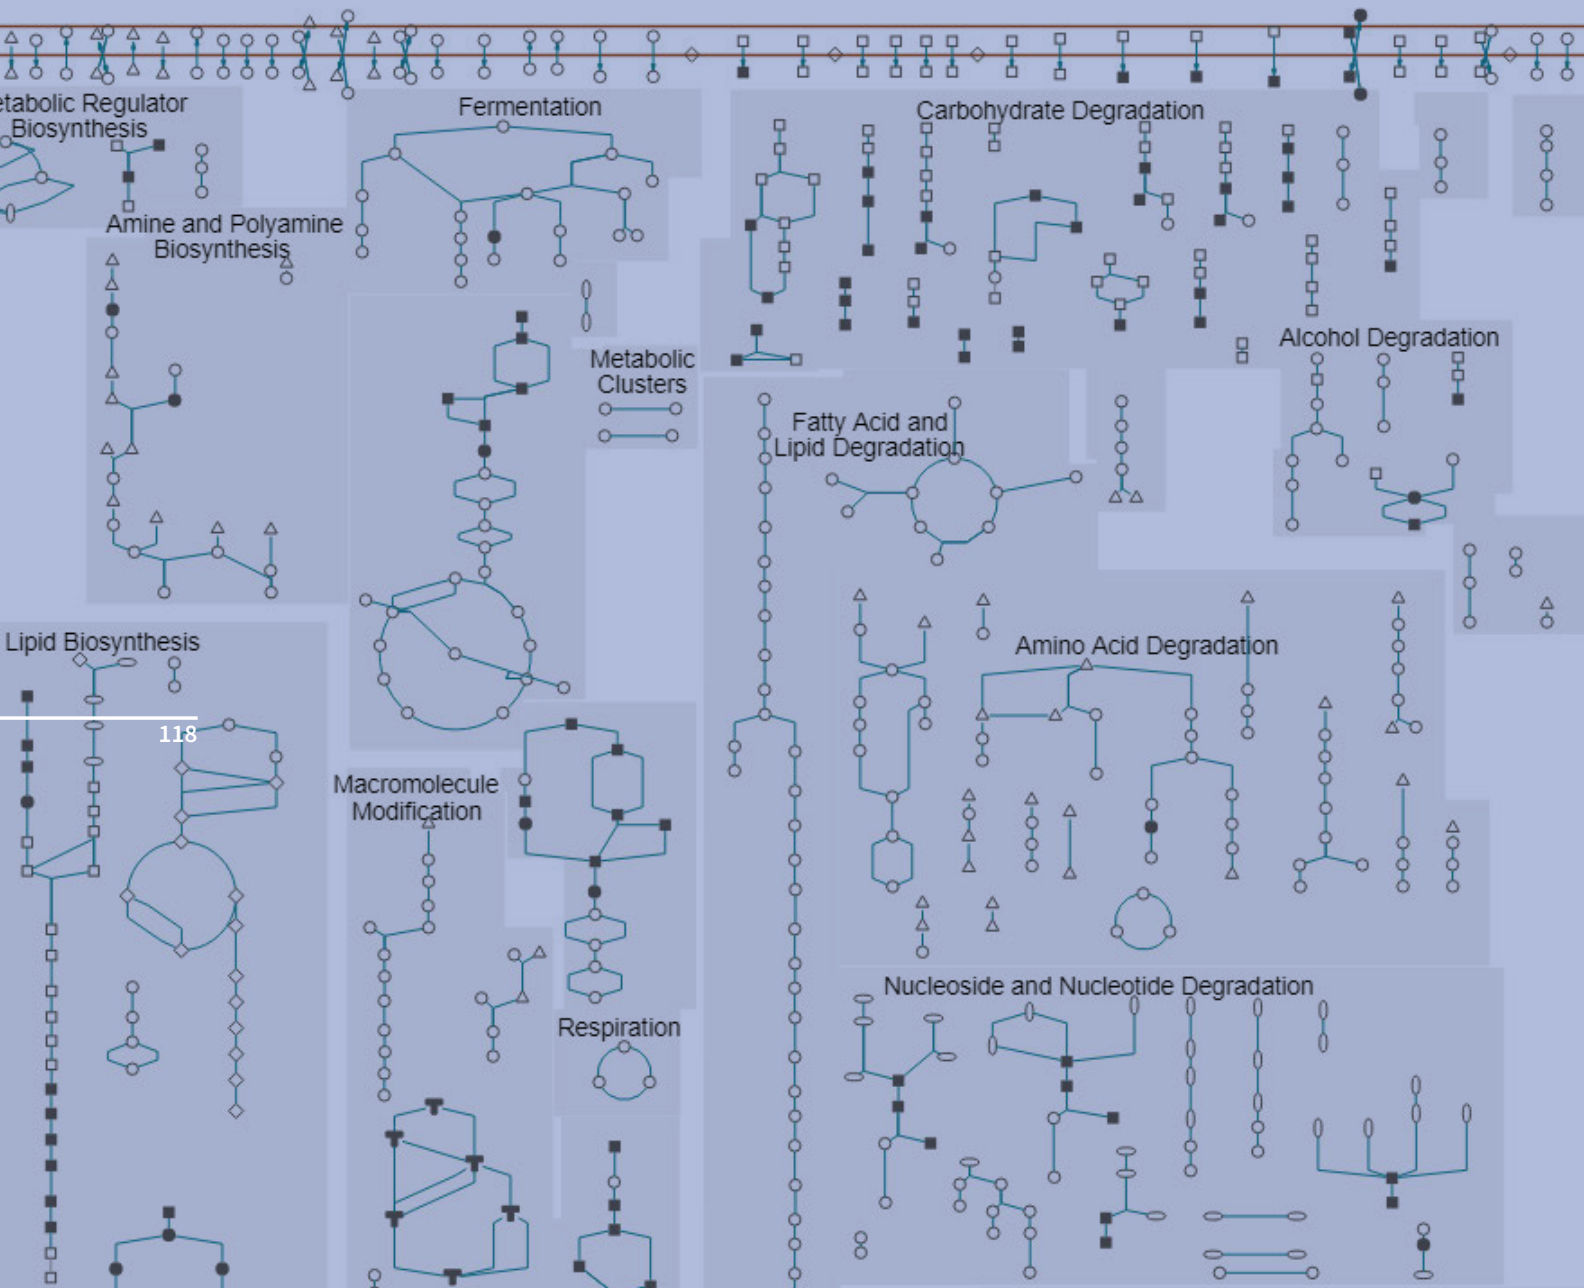 etabolic Regulator
Biosynthesis
Fermentation
Carbohydrate Degradation
Amine and Polyamine
Biosynthesis
Metabolic
Clusters
Alcohol Degradation
Fatty Acid and
Lipid Degradation
Lipid Biosynthesis
Amino Acid Degradation
118
Macromolecule
Modification
Nucleoside and Nucleotide Degradation
Respiration